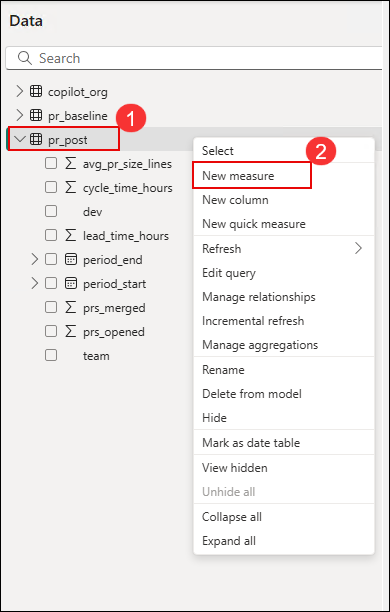 Data
Search
copilot_org
pr_baseline
1
pr_post
Select
2
avg_pr_size_lines
New measure
cycle_time_hours
New column
dev
New quick measure
lead_time_hours
Refresh
period_end
Edit query
period_start
Manage relationships
prs_merged
Incremental refresh
prs_opened
Manage aggregations
team
Rename
Delete from model
Hide
Mark as date table
View hidden
Unhide all
Collapse all
Expand all